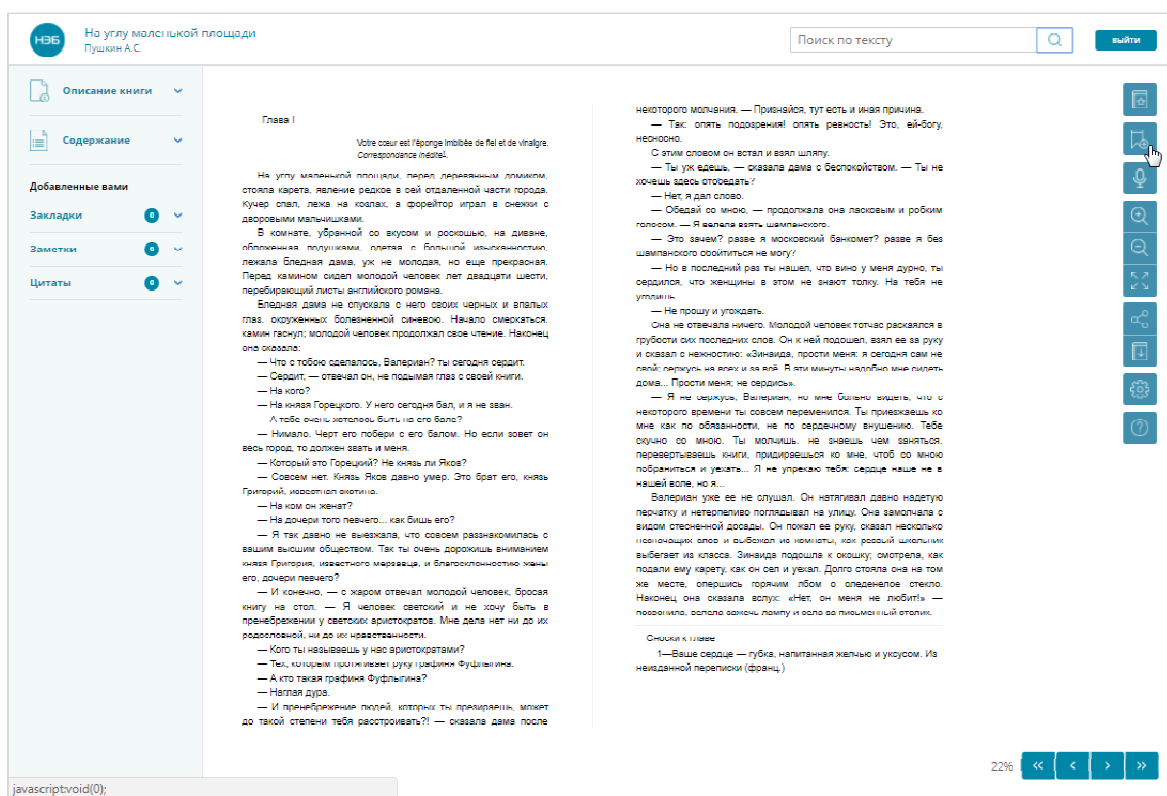 НЭБ
На углу маленькой площади
Пушкин А.С.
Поиск по тексту
выйти
Описание книги
Содержание
Добавленные вами
Закладки 0
Заметки 0
Цитаты 0
Глава I
Votre cœur est l'éponge imbibée de fiel et de vinaigre.
Correspondance inédite¹.
На углу маленькой площади, перед деревянным домиком,
стояла карета, явление редкое в сей отдаленной части города.
Кучер спал, лежа на козлах, а форейтор играл в снежки с
дворовыми мальчишками.
В комнате, убранной со вкусом и роскошью, на диване,
обложенная подушками, одетая с большой изысканностию,
лежала бледная дама, уж не молодая, но еще прекрасная.
Перед камином сидел молодой человек лет двадцати шести,
перебирающий листы английского романа.
Бледная дама не спускала с него своих черных и впалых
глаз, окруженных болезненной синевою. Начало смеркаться,
камин гаснул; молодой человек продолжал свое чтение. Наконец
она сказала:
— Что с тобою сделалось, Валериан? ты сегодня сердит.
— Сердит, — отвечал он, не подымая глаз с своей книги.
— На кого?
— На князя Горецкого. У него сегодня бал, и я не зван.
— А тебе очень хотелось быть на его бале?
— Нимало. Черт его побери с его балом. Но если зовет он
весь город, то должен звать и меня.
— Который это Горецкий? Не князь ли Яков?
— Совсем нет. Князь Яков давно умер. Это брат его, князь
Григорий, известная скотина.
— На ком он женат?
— На дочери того певчего... как бишь его?
— Я так давно не выезжала, что совсем раззнакомилась с
вашим высшим обществом. Так ты очень дорожишь вниманием
князя Григория, известного мерзавца, и благосклонностию жены
его, дочери певчего?
— И конечно, — с жаром отвечал молодой человек, бросая
книгу на стол. — Я человек светский и не хочу быть в
пренебрежении у светских аристократов. Мне дела нет ни до их
родословной, ни до их нравственности.
— Кого ты называешь у нас аристократами?
— Тех, которым протягивает руку графиня Фуфлыгина.
— А кто такая графиня Фуфлыгина?
— Наглая дура.
— И пренебрежение людей, которых ты презираешь, может
до такой степени тебя расстроивать?! — сказала дама после
некоторого молчания. — Признайся, тут есть и иная причина.
— Так: опять подозрения! опять ревность! Это, ей-богу,
несносно.
С этим словом он встал и взял шляпу.
— Ты уж едешь, — сказала дама с беспокойством. — Ты не
хочешь здесь отобедать?
— Нет, я дал слово.
— Обедай со мною, — продолжала она ласковым и робким
голосом. — Я велела взять шампанского.
— Это зачем? разве я московский банкомет? разве я без
шампанского обойтиться не могу?
— Но в последний раз ты нашел, что вино у меня дурно, ты
сердился, что женщины в этом не знают толку. На тебя не
угодишь.
— Не прошу и угождать.
Она не отвечала ничего. Молодой человек тотчас раскаялся в
грубости сих последних слов. Он к ней подошел, взял ее за руку
и сказал с нежностию: «Зинаида, прости меня: я сегодня сам не
свой; сержусь на всех и за всё. В эти минуты надобно мне сидеть
дома... Прости меня; не сердись».
— Я не сержусь, Валериан, но мне больно видеть, что с
некоторого времени ты совсем переменился. Ты приезжаешь ко
мне как по обязанности, не по сердечному внушению. Тебе
скучно со мною. Ты молчишь, не знаешь чем заняться,
перевертываешь книги, придираешься ко мне, чтоб со мною
побраниться и уехать... Я не упрекаю тебя: сердце наше не в
нашей воле, но я...
Валериан уже ее не слушал. Он натягивал давно надетую
перчатку и нетерпеливо поглядывал на улицу. Она замолчала с
видом стесненной досады. Он пожал ее руку, сказал несколько
незначащих слов и выбежал из комнаты, как резвый школьник
выбегает из класса. Зинаида подошла к окошку; смотрела, как
подали ему карету, как он сел и уехал. Долго стояла она на том
же месте, опершись горячим лбом о оледенелое стекло.
Наконец она сказала вслух: «Нет, он меня не любит!» —
позвонила, велела зажечь лампу и села за письменный столик.
Сноски к главе
1—Ваше сердце — губка, напитанная желчью и уксусом. Из
неизданной переписки (франц.)
22%
javascript:void(0);